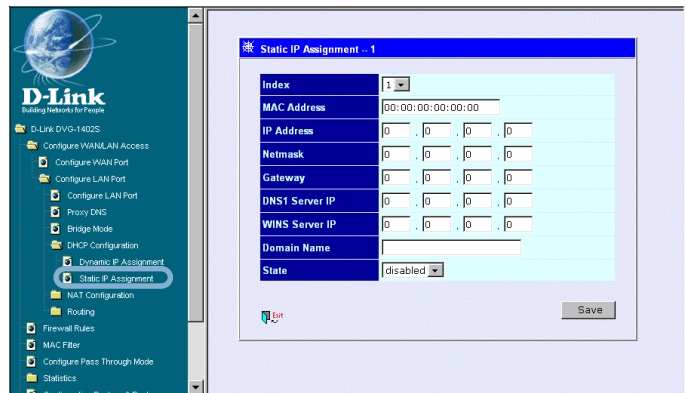 D-Link
Building Networks for People
D-Link DVG-1402S
Configure WAN/LAN Access
Configure WAN Port
Configure LAN Port
Configure LAN Port
Proxy DNS
Bridge Mode
DHCP Configuration
Dynamic IP Assignment
Static IP Assignment
NAT Configuration
Routing
Firewall Rules
MAC Filter
Configure Pass Through Mode
Statistics
Static IP Assignment -- 1
Index 1
MAC Address 00:00:00:00:00:00
IP Address 0 . 0 . 0 . 0
Netmask 0 . 0 . 0 . 0
Gateway 0 . 0 . 0 . 0
DNS1 Server IP 0 . 0 . 0 . 0
WINS Server IP 0 . 0 . 0 . 0
Domain Name
State disabled
Exit
Save